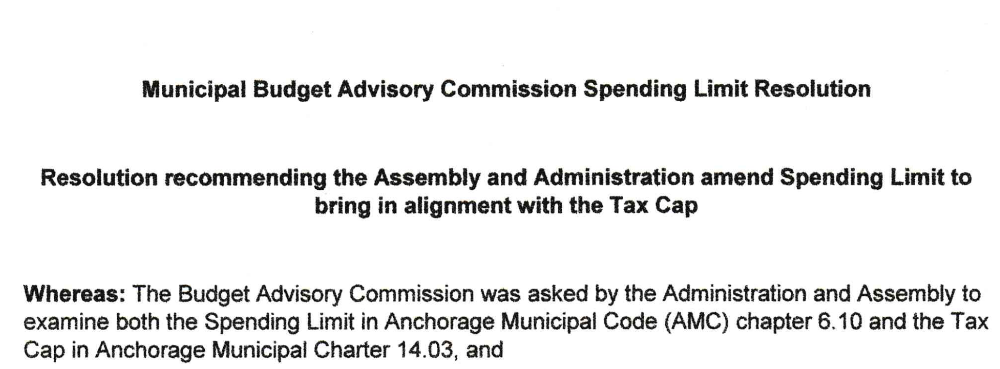 Municipal Budget Advisory Commission Spending Limit Resolution
Resolution recommending the Assembly and Administration amend Spending Limit to
bring in alignment with the Tax Cap
Whereas: The Budget Advisory Commission was asked by the Administration and Assembly to
examine both the Spending Limit in Anchorage Municipal Code (AMC) chapter 6.10 and the Tax
Cap in Anchorage Municipal Charter 14.03, and